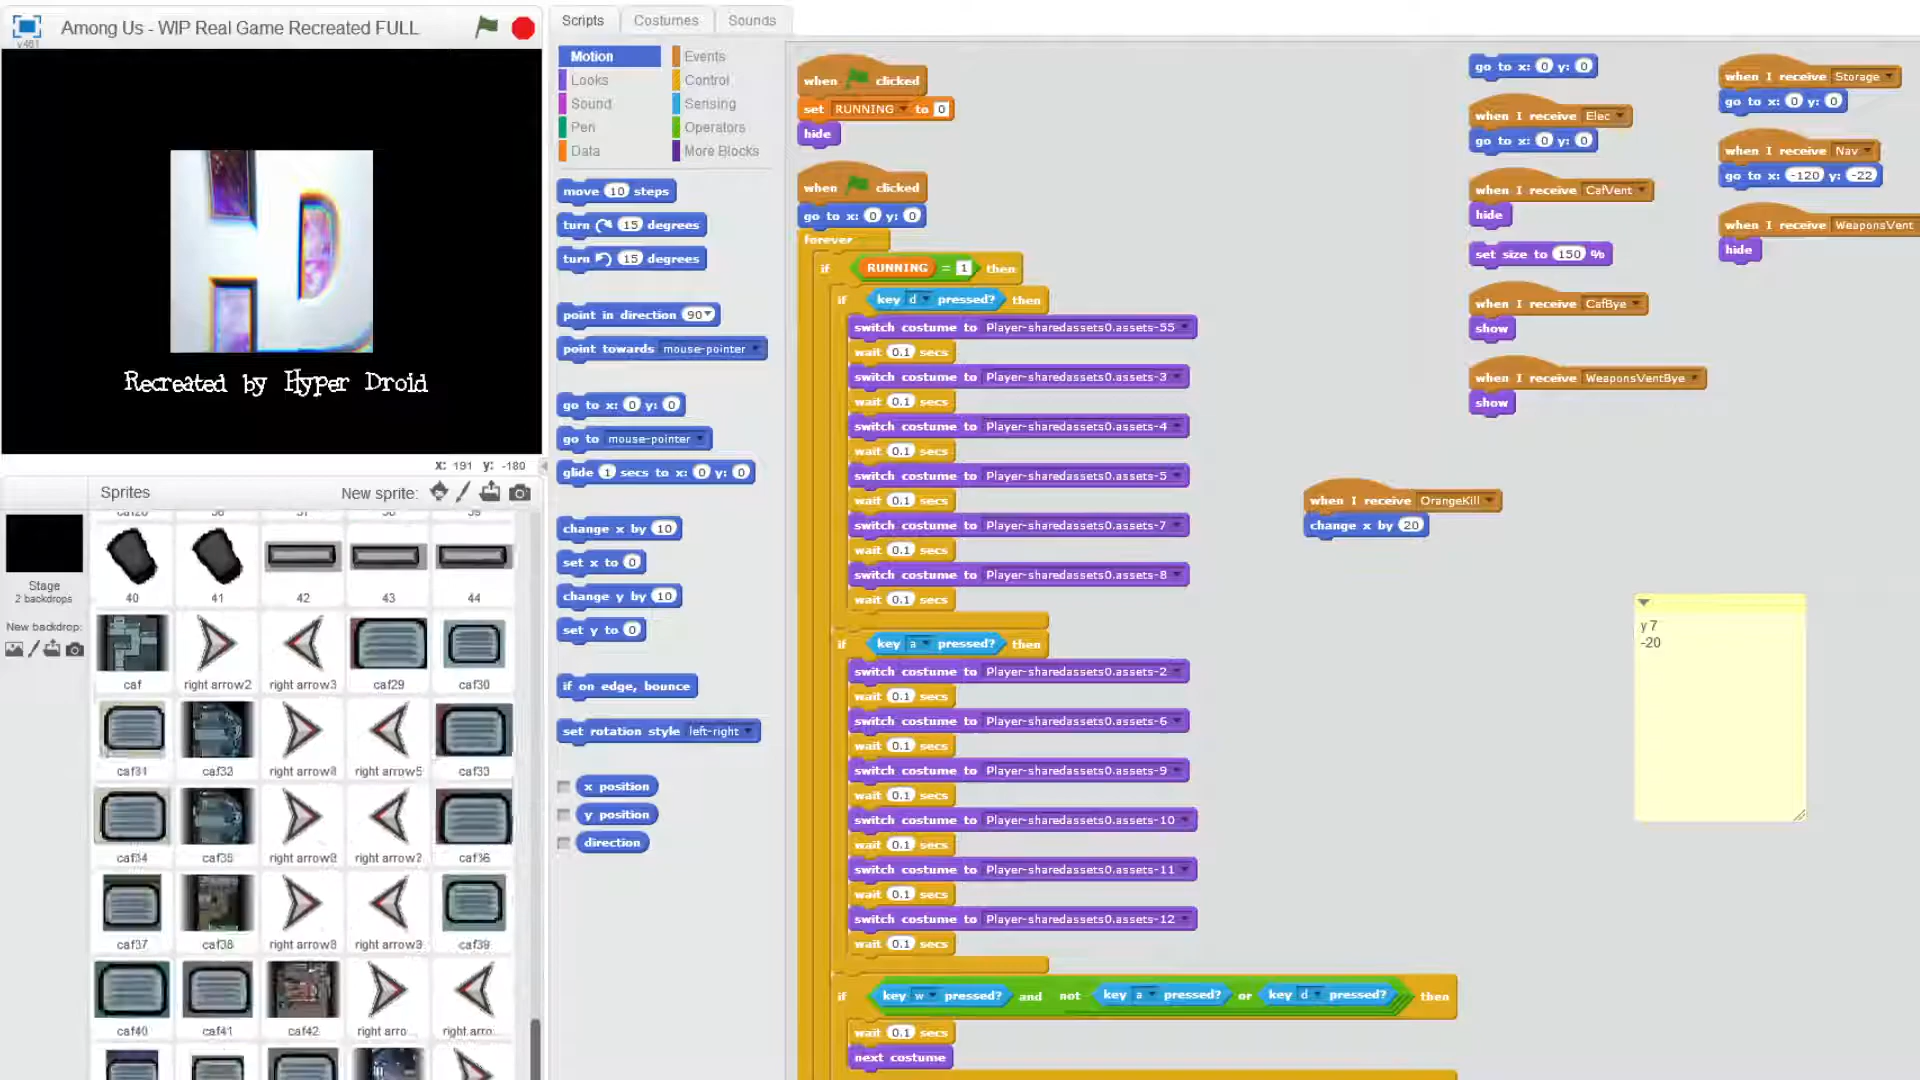 Among Us - WIP Real Game Recreated FULL
v461
HD
Recreated by Hyper Droid
x: 191 y: -180
Sprites
New sprite:
Stage
2 backdrops
New backdrop:
40 41 42 43 44
caf right arrow2 right arrow3 caf29 caf30
caf31 caf32 right arrow4 right arrow5 caf33
caf34 caf35 right arrow6 right arrow7 caf36
caf37 caf38 right arrow8 right arrow9 caf39
caf40 caf41 caf42 right arro... right arro...
Scripts
Costumes
Sounds
Motion
Looks
Sound
Pen
Data
Events
Control
Sensing
Operators
More Blocks
move 10 steps
turn 15 degrees
turn 15 degrees
point in direction 90
point towards mouse-pointer
go to x: 0 y: 0
go to mouse-pointer
glide 1 secs to x: 0 y: 0
change x by 10
set x to 0
change y by 10
set y to 0
if on edge, bounce
set rotation style left-right
x position
y position
direction
when clicked
set RUNNING to 0
hide
when clicked
go to x: 0 y: 0
forever
if RUNNING = 1 then
if key d pressed? then
switch costume to Player-sharedassets0.assets-55
wait 0.1 secs
switch costume to Player-sharedassets0.assets-3
wait 0.1 secs
switch costume to Player-sharedassets0.assets-4
wait 0.1 secs
switch costume to Player-sharedassets0.assets-5
wait 0.1 secs
switch costume to Player-sharedassets0.assets-7
wait 0.1 secs
switch costume to Player-sharedassets0.assets-8
wait 0.1 secs
if key a pressed? then
switch costume to Player-sharedassets0.assets-2
wait 0.1 secs
switch costume to Player-sharedassets0.assets-6
wait 0.1 secs
switch costume to Player-sharedassets0.assets-9
wait 0.1 secs
switch costume to Player-sharedassets0.assets-10
wait 0.1 secs
switch costume to Player-sharedassets0.assets-11
wait 0.1 secs
switch costume to Player-sharedassets0.assets-12
wait 0.1 secs
if key w pressed? and not key a pressed? or key d pressed? then
wait 0.1 secs
next costume
go to x: 0 y: 0
when I receive Elec
go to x: 0 y: 0
when I receive CafVent
hide
set size to 150 %
when I receive CafBye
show
when I receive WeaponsVentBye
show
when I receive OrangeKill
change x by 20
when I receive Storage
go to x: 0 y: 0
when I receive Nav
go to x: -120 y: -22
when I receive WeaponsVent
hide
y 7
-20